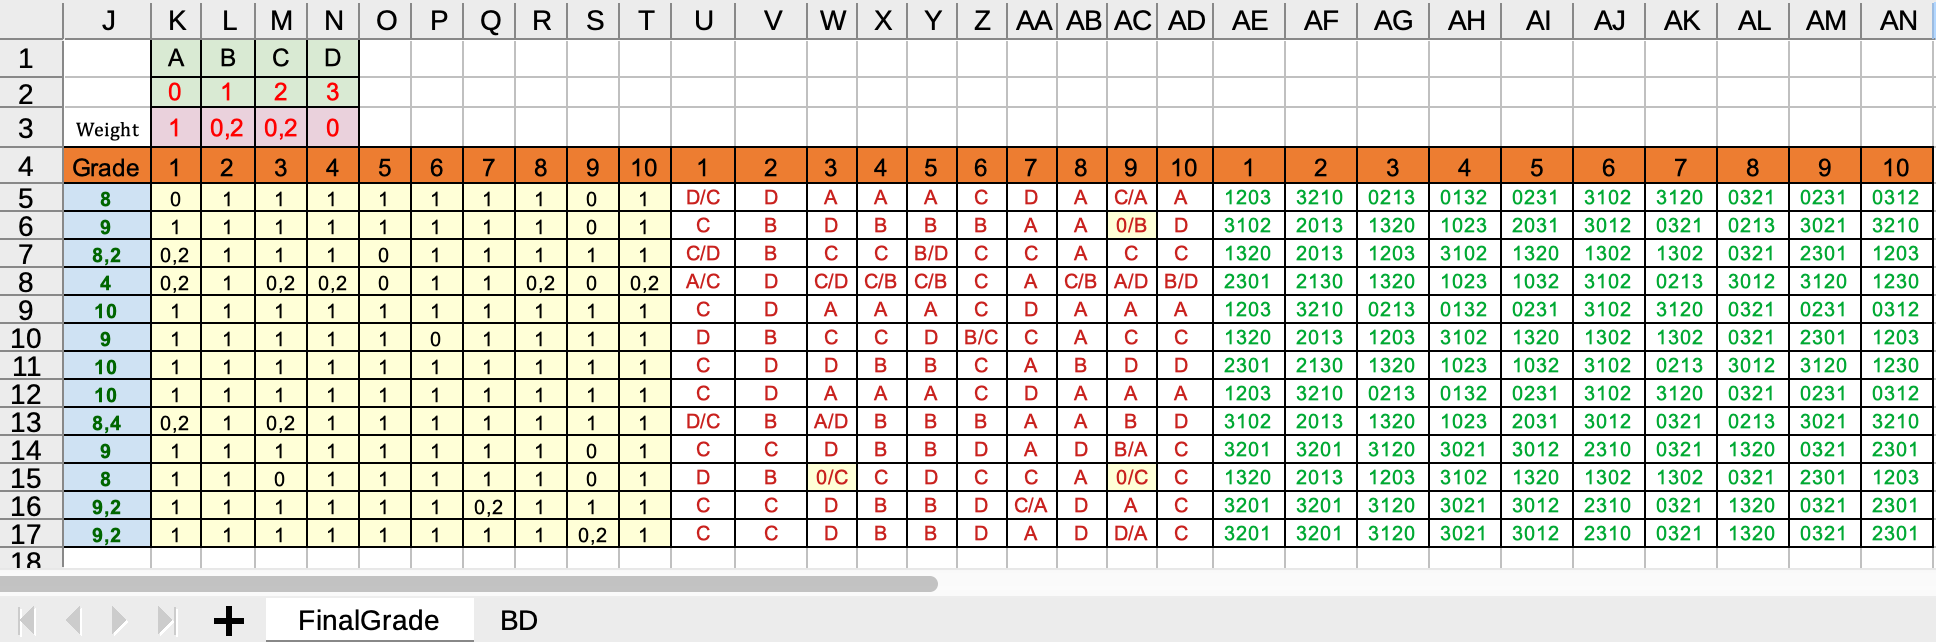 J K L M N O P Q R S T U V W X Y Z AA AB AC AD AE AF AG AH AI AJ AK AL AM AN
1 A B C D
2 0 1 2 3
3 Weight 1 0,2 0,2 0
4 Grade 1 2 3 4 5 6 7 8 9 10 1 2 3 4 5 6 7 8 9 10 1 2 3 4 5 6 7 8 9 10
5 8 0 1 1 1 1 1 1 1 0 1 D/C D A A A C D A C/A A 1203 3210 0213 0132 0231 3102 3120 0321 0231 0312
6 9 1 1 1 1 1 1 1 1 0 1 C B D B B B A A 0/B D 3102 2013 1320 1023 2031 3012 0321 0213 3021 3210
7 8,2 0,2 1 1 1 0 1 1 1 1 1 C/D B C C B/D C C A C C 1320 2013 1203 3102 1320 1302 1302 0321 2301 1203
8 4 0,2 1 0,2 0,2 0 1 1 0,2 0 0,2 A/C D C/D C/B C/B C A C/B A/D B/D 2301 2130 1320 1023 1032 3102 0213 3012 3120 1230
9 10 1 1 1 1 1 1 1 1 1 1 C D A A A C D A A A 1203 3210 0213 0132 0231 3102 3120 0321 0231 0312
10 9 1 1 1 1 1 0 1 1 1 1 D B C C D B/C C A C C 1320 2013 1203 3102 1320 1302 1302 0321 2301 1203
11 10 1 1 1 1 1 1 1 1 1 1 C D D B B C A B D D 2301 2130 1320 1023 1032 3102 0213 3012 3120 1230
12 10 1 1 1 1 1 1 1 1 1 1 C D A A A C D A A A 1203 3210 0213 0132 0231 3102 3120 0321 0231 0312
13 8,4 0,2 1 0,2 1 1 1 1 1 1 1 D/C B A/D B B B A A B D 3102 2013 1320 1023 2031 3012 0321 0213 3021 3210
14 9 1 1 1 1 1 1 1 1 0 1 C C D B B D A D B/A C 3201 3201 3120 3021 3012 2310 0321 1320 0321 2301
15 8 1 1 0 1 1 1 1 1 0 1 D B 0/C C D C C A 0/C C 1320 2013 1203 3102 1320 1302 1302 0321 2301 1203
16 9,2 1 1 1 1 1 1 0,2 1 1 1 C C D B B D C/A D A C 3201 3201 3120 3021 3012 2310 0321 1320 0321 2301
17 9,2 1 1 1 1 1 1 1 1 0,2 1 C C D B B D A D D/A C 3201 3201 3120 3021 3012 2310 0321 1320 0321 2301
18
FinalGrade BD